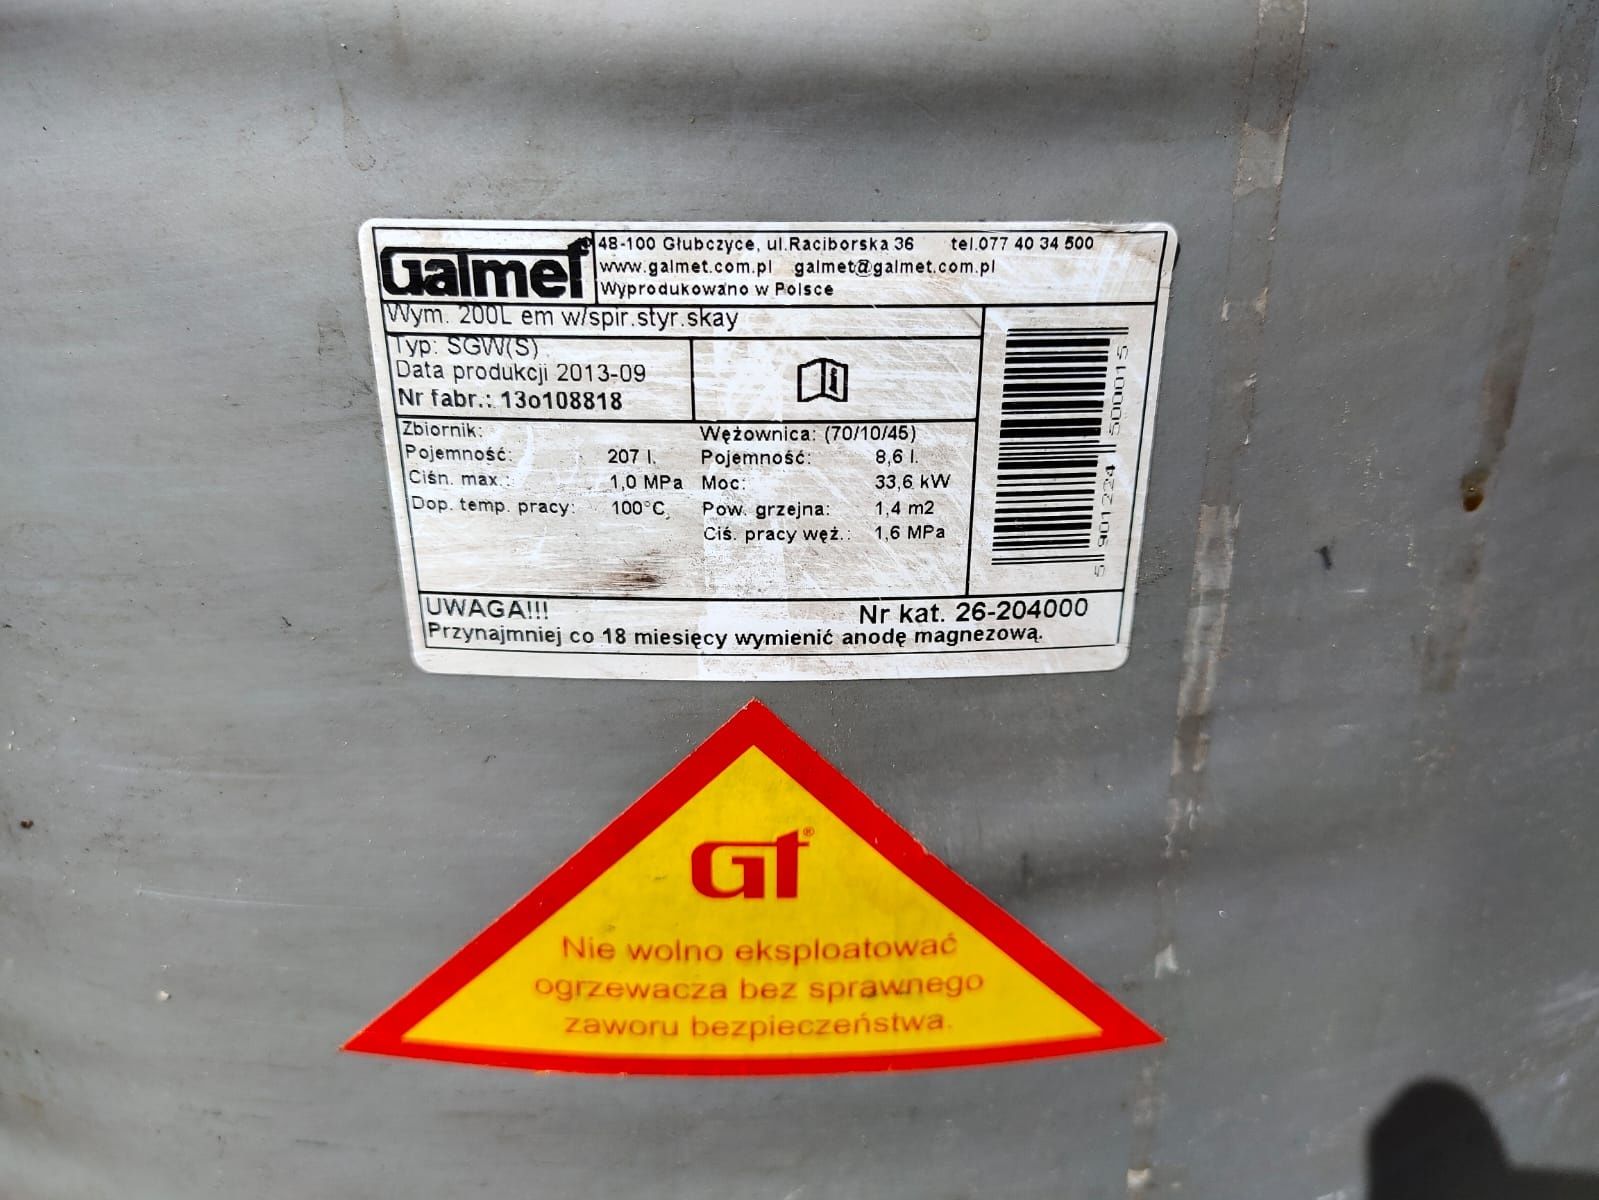 Galmet®
48-100 Głubczyce, ul.Raciborska 36 tel.077 40 34 500
www.galmet.com.pl galmet@galmet.com.pl
Wyprodukowano w Polsce
Wym. 200L em w/spir.styr.skay
Typ: SGW(S)
Data produkcji 2013-09
Nr fabr.: 13o108818
Zbiornik:
Pojemność: 207 l.
Ciśn. max.: 1,0 MPa
Dop. temp. pracy: 100°C
Wężownica: (70/10/45)
Pojemność: 8,6 l.
Moc: 33,6 kW
Pow. grzejna: 1,4 m2
Ciś. pracy węż.: 1,6 MPa
5 901224 500015
UWAGA!!! Nr kat. 26-204000
Przynajmniej co 18 miesięcy wymienić anodę magnezową.
GT®
Nie wolno eksploatować
ogrzewacza bez sprawnego
zaworu bezpieczeństwa.